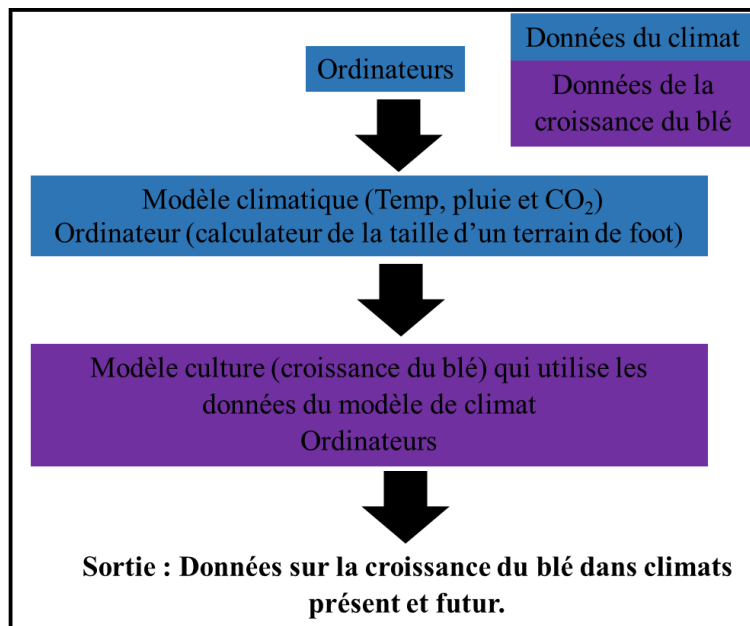 Ordinateurs
Données du climat
Données de la
croissance du blé
Modèle climatique (Temp, pluie et CO₂)
Ordinateur (calculateur de la taille d’un terrain de foot)
Modèle culture (croissance du blé) qui utilise les
données du modèle de climat
Ordinateurs
Sortie : Données sur la croissance du blé dans climats
présent et futur.